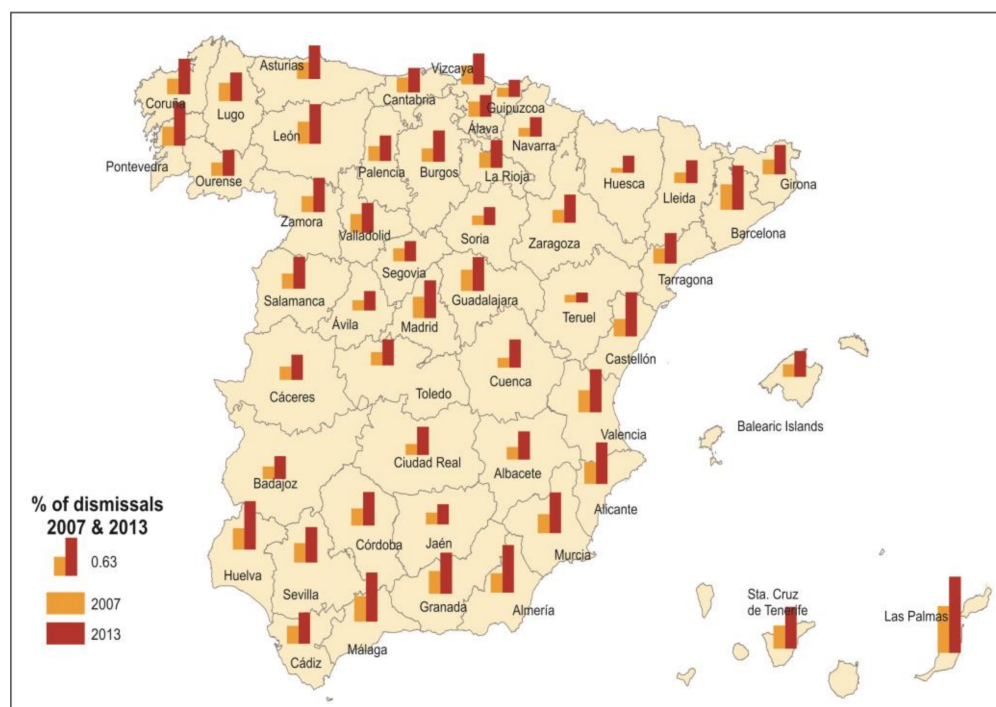 Asturias
Vizcaya
Coruña
Lugo
Cantabria
Guipúzcoa
Álava
León
Navarra
Pontevedra
Palencia
Burgos
La Rioja
Ourense
Huesca
Lleida
Girona
Zamora
Valladolid
Soria
Zaragoza
Barcelona
Segovia
Tarragona
Salamanca
Guadalajara
Ávila
Madrid
Teruel
Castellón
Cáceres
Toledo
Cuenca
Balearic Islands
Valencia
Ciudad Real
Albacete
Badajoz
Alicante
% of dismissals
2007 & 2013
0.63
2007
2013
Huelva
Córdoba
Jaén
Murcia
Sevilla
Granada
Almería
Cádiz
Málaga
Sta. Cruz
de Tenerife
Las Palmas